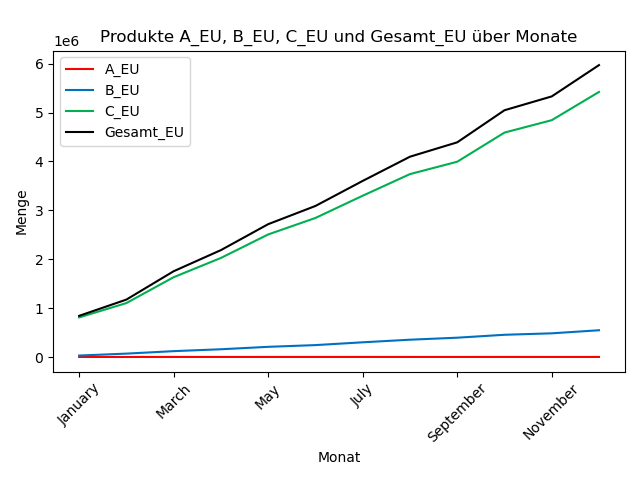 Produkte A_EU, B_EU, C_EU und Gesamt_EU über Monate
1e6
A_EU
B_EU
C_EU
Gesamt_EU
6
5
4
3
2
1
0
Menge
January
March
May
July
September
November
Monat